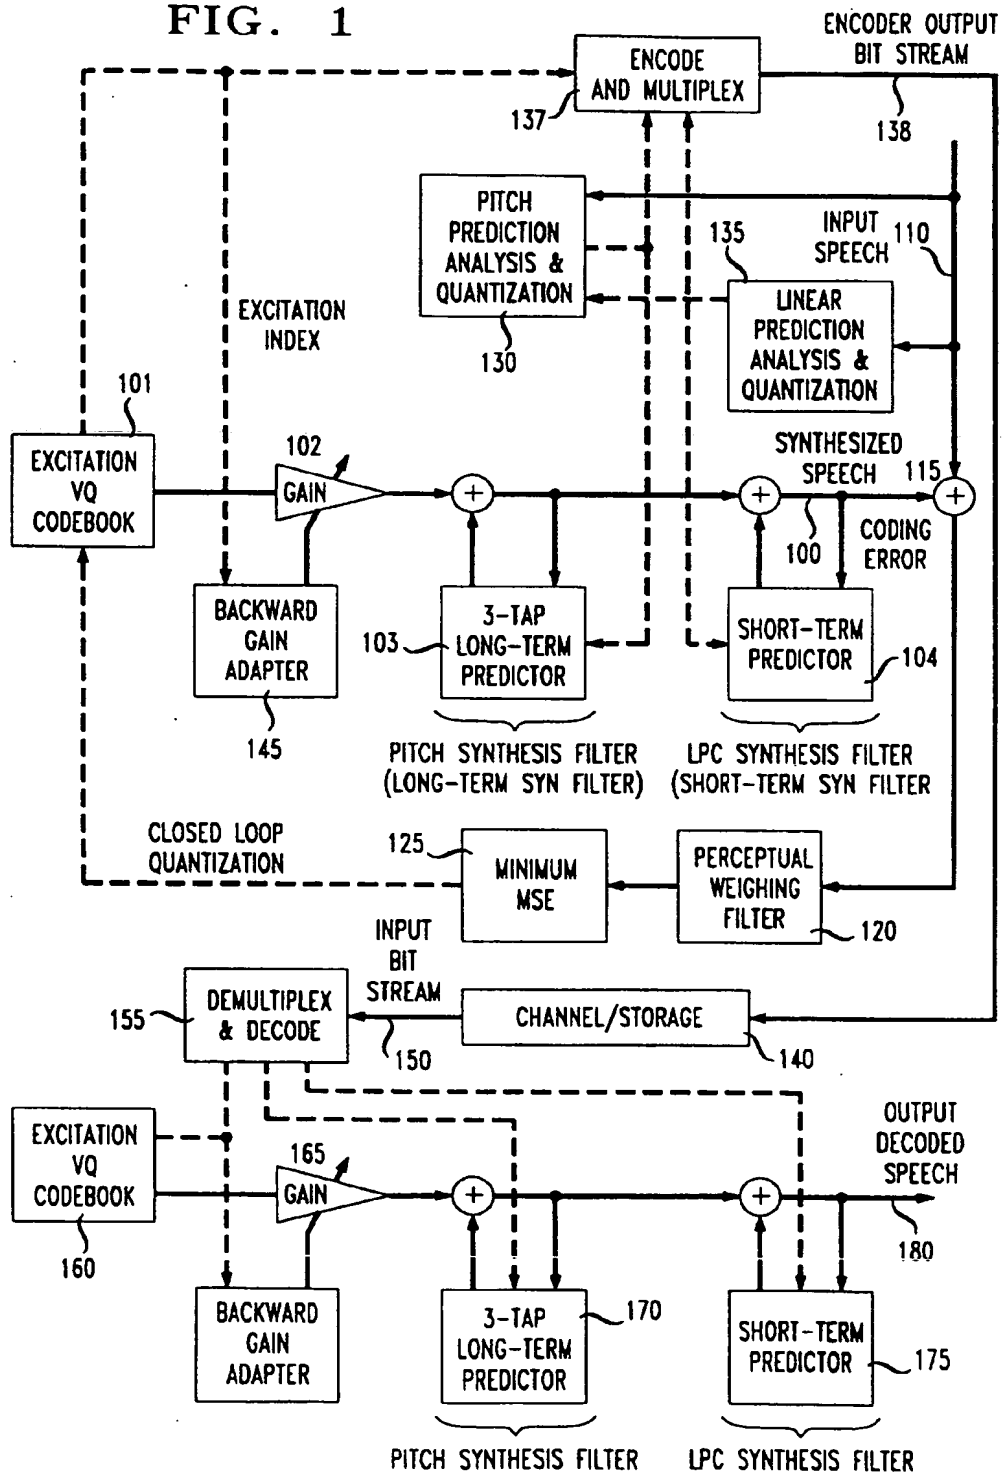 FIG. 1
ENCODER OUTPUT
BIT STREAM
ENCODE
AND MULTIPLEX
137
138
PITCH
PREDICTION
ANALYSIS &
QUANTIZATION
130
INPUT
SPEECH
110
135
LINEAR
PREDICTION
ANALYSIS &
QUANTIZATION
EXCITATION
INDEX
101
EXCITATION
VQ
CODEBOOK
102
GAIN
+
+
SYNTHESIZED
SPEECH
115
+
100
CODING
ERROR
BACKWARD
GAIN
ADAPTER
145
103
3-TAP
LONG-TERM
PREDICTOR
SHORT-TERM
PREDICTOR
104
PITCH SYNTHESIS FILTER
(LONG-TERM SYN FILTER)
LPC SYNTHESIS FILTER
(SHORT-TERM SYN FILTER
CLOSED LOOP
QUANTIZATION
125
MINIMUM
MSE
PERCEPTUAL
WEIGHING
FILTER
120
INPUT
BIT
STREAM
155
DEMULTIPLEX
& DECODE
150
CHANNEL/STORAGE
140
EXCITATION
VQ
CODEBOOK
160
165
GAIN
+
+
OUTPUT
DECODED
SPEECH
180
BACKWARD
GAIN
ADAPTER
3-TAP
LONG-TERM
PREDICTOR
170
SHORT-TERM
PREDICTOR
175
PITCH SYNTHESIS FILTER
LPC SYNTHESIS FILTER